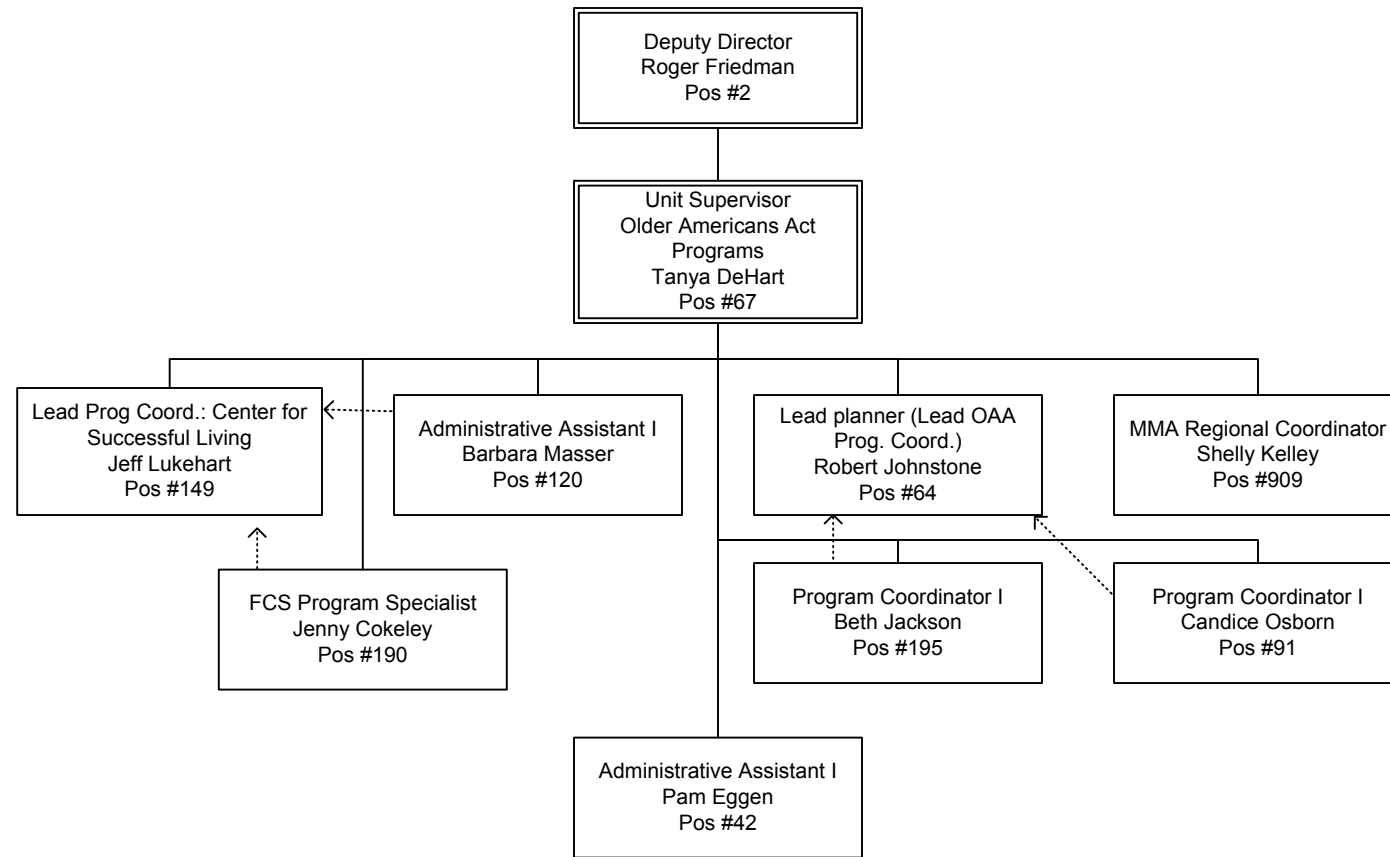 Deputy Director
Roger Friedman
Pos #2
Unit Supervisor
Older Americans Act
Programs
Tanya DeHart
Pos #67
Lead Prog Coord.: Center for
Successful Living
Jeff Lukehart
Pos #149
Administrative Assistant I
Barbara Masser
Pos #120
Lead planner (Lead OAA
Prog. Coord.)
Robert Johnstone
Pos #64
MMA Regional Coordinator
Shelly Kelley
Pos #909
FCS Program Specialist
Jenny Cokeley
Pos #190
Program Coordinator I
Beth Jackson
Pos #195
Program Coordinator I
Candice Osborn
Pos #91
Administrative Assistant I
Pam Eggen
Pos #42